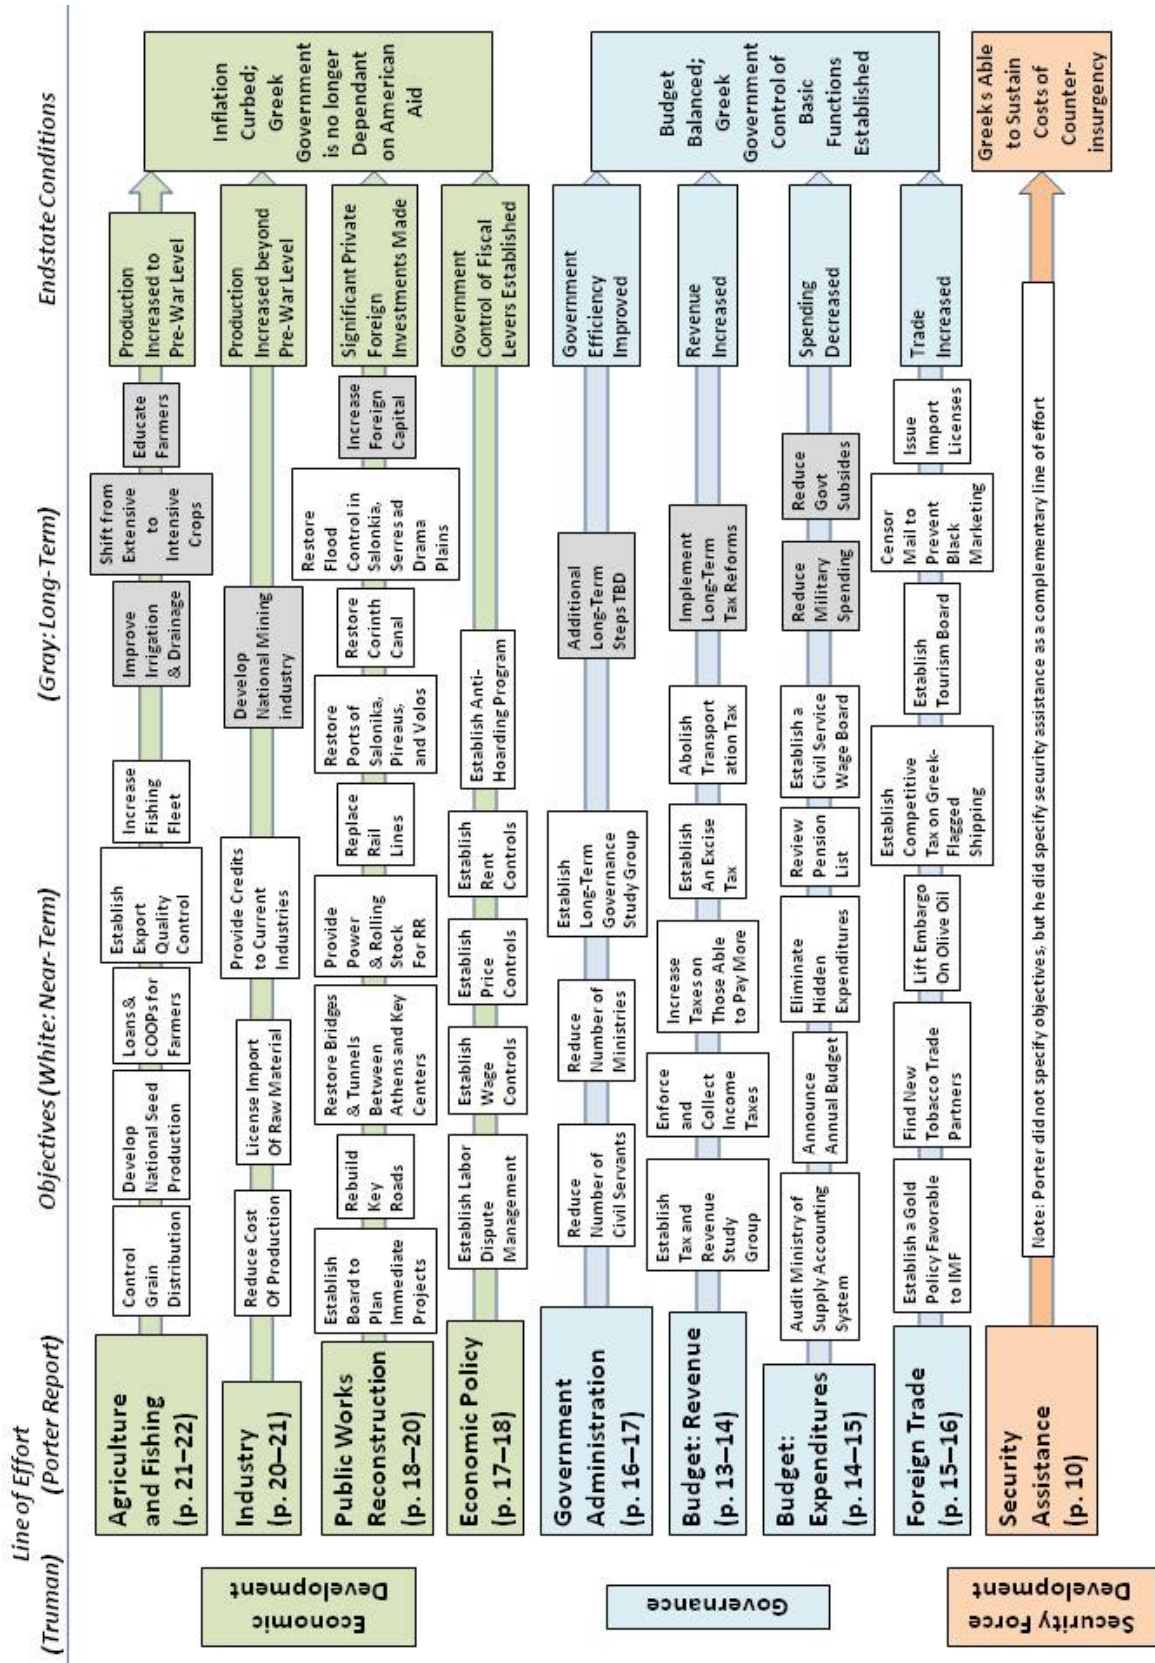 Line of Effort
(Truman)
(Porter Report)
Objectives (White: Near-Term)
(Gray: Long-Term)
Endstate Conditions
Economic
Development
Agriculture
and Fishing
(p. 21–22)
Control
Grain
Distribution
Develop
National Seed
Production
Loans &
COOPs for
Farmers
Establish
Export
Quality
Control
Increase
Fishing
Fleet
Improve
Irrigation
& Drainage
Shift from
Extensive
to
Intensive
Crops
Educate
Farmers
Production
Increased to
Pre-War Level
Industry
(p. 20–21)
Reduce Cost
Of Production
License Import
Of Raw Material
Provide Credits
to Current
Industries
Develop
National Mining
industry
Production
Increased beyond
Pre-War Level
Public Works
Reconstruction
(p. 18–20)
Establish
Board to
Plan
Immediate
Projects
Rebuild
Key
Roads
Restore Bridges
& Tunnels
Between
Athens and Key
Centers
Provide
Power
& Rolling
Stock
For RR
Replace
Rail
Lines
Restore
Ports of
Salonika,
Pireaus,
and Volos
Restore
Corinth
Canal
Restore
Flood
Control in
Salonkia,
Serres ad
Drama
Plains
Increase
Foreign
Capital
Significant Private
Foreign
Investments Made
Economic Policy
(p. 17–18)
Establish Labor
Dispute
Management
Establish
Wage
Controls
Establish
Price
Controls
Establish
Rent
Controls
Establish Anti-
Hoarding Program
Government
Control of Fiscal
Levers Established
Inflation
Curbed;
Greek
Government
is no longer
Dependant
on American
Aid
Governance
Government
Administration
(p. 16–17)
Reduce
Number of
Civil Servants
Reduce
Number of
Ministries
Establish
Long-Term
Governance
Study Group
Additional
Long-Term
Steps TBD
Government
Efficiency
Improved
Budget: Revenue
(p. 13–14)
Establish
Tax and
Revenue
Study
Group
Enforce
and
Collect
Income
Taxes
Increase
Taxes on
Those Able
to Pay More
Establish
An Excise
Tax
Abolish
Transport
ation Tax
Implement
Long-Term
Tax Reforms
Revenue
Increased
Budget:
Expenditures
(p. 14–15)
Audit Ministry of
Supply Accounting
System
Announce
Annual Budget
Eliminate
Hidden
Expenditures
Review
Pension
List
Establish a
Civil Service
Wage Board
Reduce
Military
Spending
Reduce
Govt
Subsides
Spending
Decreased
Foreign Trade
(p. 15–16)
Establish a Gold
Policy Favorable
to IMF
Find New
Tobacco Trade
Partners
Lift Embargo
On Olive Oil
Establish
Competitive
Tax on Greek-
Flagged
Shipping
Establish
Tourism Board
Censor
Mail to
Prevent
Black
Marketing
Issue
Import
Licenses
Trade
Increased
Budget
Balanced;
Greek
Government
Control of
Basic
Functions
Established
Security Force
Development
Security
Assistance
(p. 10)
Note: Porter did not specify objectives, but he did specify security assistance as a complementary line of effort
Greeks Able
to Sustain
Costs of
Counter-
insurgency